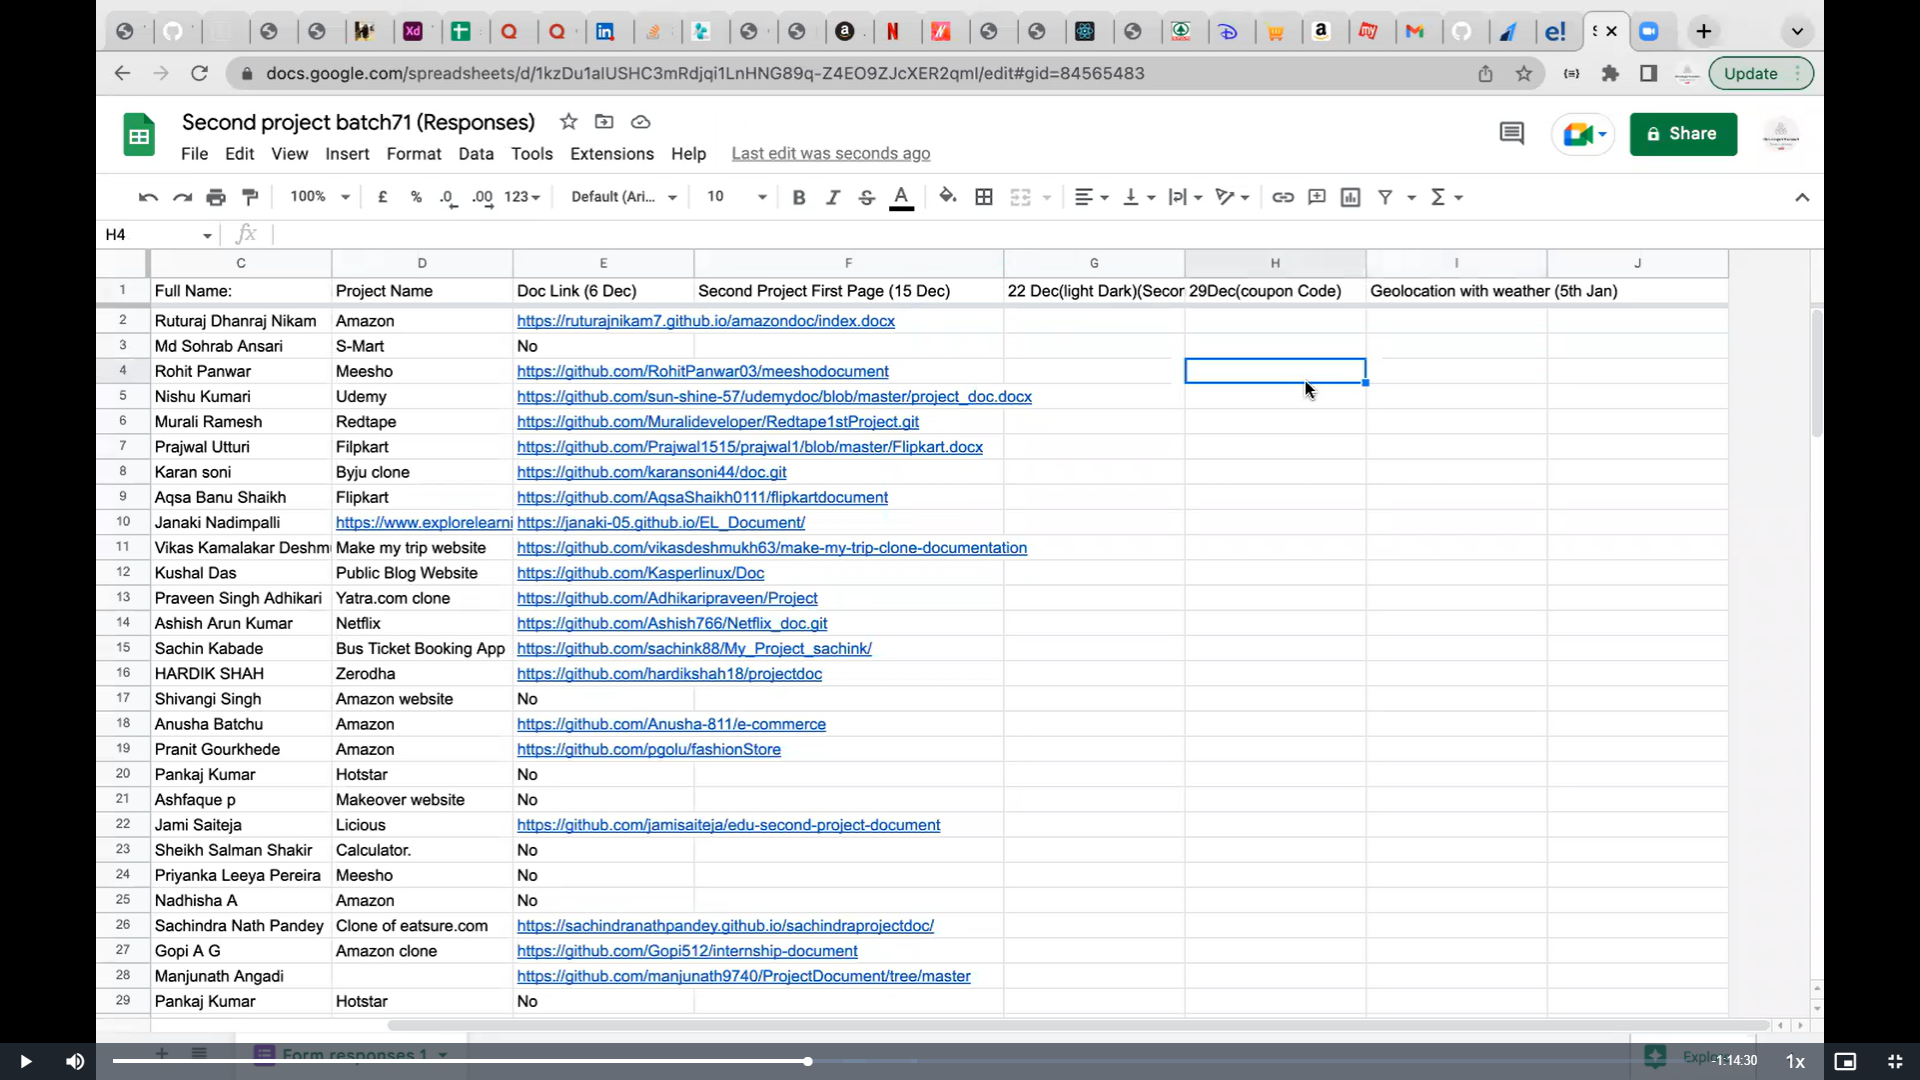 docs.google.com/spreadsheets/d/1kzDu1alUSHC3mRdjqi1LnHNG89q-Z4EO9ZJcXER2qmI/edit#gid=84565483
Update
Second project batch71 (Responses)
Share
File Edit View Insert Format Data Tools Extensions Help Last edit was seconds ago
100% £ % .0 .00 123 Default (Ari... 10 B I S A
H4 fx
C D E F G H I J
1 Full Name: Project Name Doc Link (6 Dec) Second Project First Page (15 Dec) 22 Dec(light Dark)(Secor 29Dec(coupon Code) Geolocation with weather (5th Jan)
2 Ruturaj Dhanraj Nikam Amazon https://ruturajnikam7.github.io/amazondoc/index.docx
3 Md Sohrab Ansari S-Mart No
4 Rohit Panwar Meesho https://github.com/RohitPanwar03/meeshodocument
5 Nishu Kumari Udemy https://github.com/sun-shine-57/udemydoc/blob/master/project_doc.docx
6 Murali Ramesh Redtape https://github.com/Muralideveloper/Redtape1stProject.git
7 Prajwal Utturi Filpkart https://github.com/Prajwal1515/prajwal1/blob/master/Flipkart.docx
8 Karan soni Byju clone https://github.com/karansoni44/doc.git
9 Aqsa Banu Shaikh Flipkart https://github.com/AqsaShaikh0111/flipkartdocument
10 Janaki Nadimpalli https://www.explorelearni https://janaki-05.github.io/EL_Document/
11 Vikas Kamalakar Deshmu Make my trip website https://github.com/vikasdeshmukh63/make-my-trip-clone-documentation
12 Kushal Das Public Blog Website https://github.com/Kasperlinux/Doc
13 Praveen Singh Adhikari Yatra.com clone https://github.com/Adhikaripraveen/Project
14 Ashish Arun Kumar Netflix https://github.com/Ashish766/Netflix_doc.git
15 Sachin Kabade Bus Ticket Booking App https://github.com/sachink88/My_Project_sachink/
16 HARDIK SHAH Zerodha https://github.com/hardikshah18/projectdoc
17 Shivangi Singh Amazon website No
18 Anusha Batchu Amazon https://github.com/Anusha-811/e-commerce
19 Pranit Gourkhede Amazon https://github.com/pgolu/fashionStore
20 Pankaj Kumar Hotstar No
21 Ashfaque p Makeover website No
22 Jami Saiteja Licious https://github.com/jamisaiteja/edu-second-project-document
23 Sheikh Salman Shakir Calculator. No
24 Priyanka Leeya Pereira Meesho No
25 Nadhisha A Amazon No
26 Sachindra Nath Pandey Clone of eatsure.com https://sachindranathpandey.github.io/sachindraprojectdoc/
27 Gopi A G Amazon clone https://github.com/Gopi512/internship-document
28 Manjunath Angadi https://github.com/manjunath9740/ProjectDocument/tree/master
29 Pankaj Kumar Hotstar No
Form responses 1
-1:14:30 1x